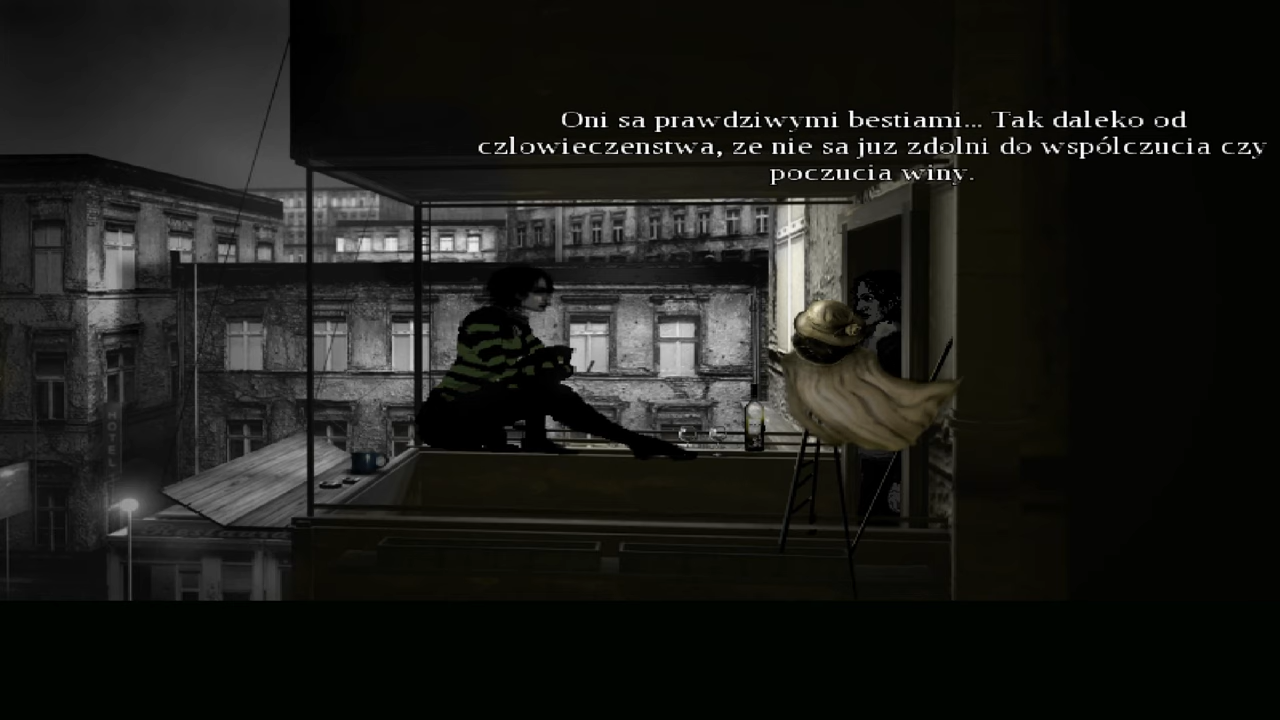 Oni sa prawdziwymi bestiami... Tak daleko od
czlowieczenstwa, ze nie sa juz zdolni do wspólczucia czy
poczucia winy.